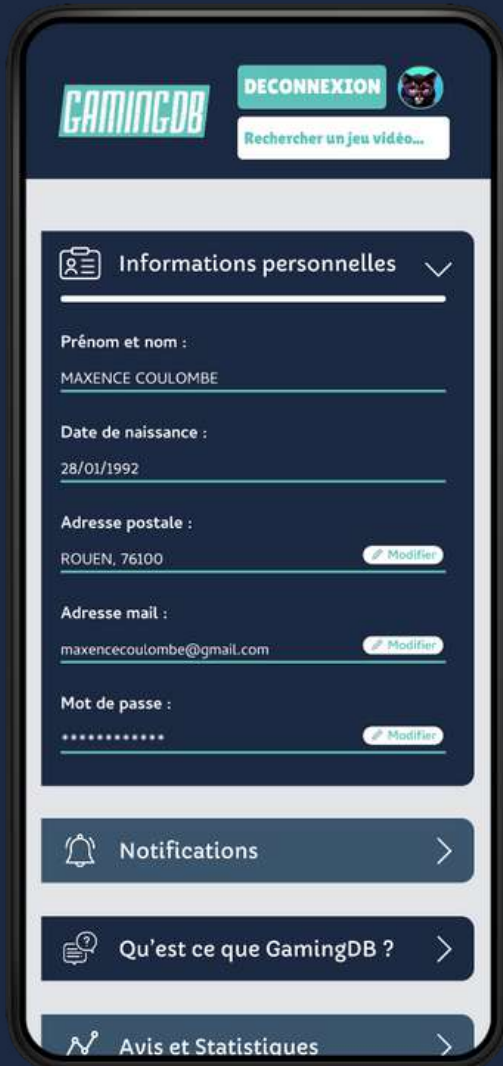 GAMINGDB
DECONNEXION
Rechercher un jeu vidéo...
Informations personnelles
Prénom et nom :
MAXENCE COULOMBE
Date de naissance :
28/01/1992
Adresse postale :
ROUEN, 76100
Modifier
Adresse mail :
maxencecoulombe@gmail.com
Modifier
Mot de passe :
************
Modifier
Notifications
Qu'est ce que GamingDB ?
Avis et Statistiques